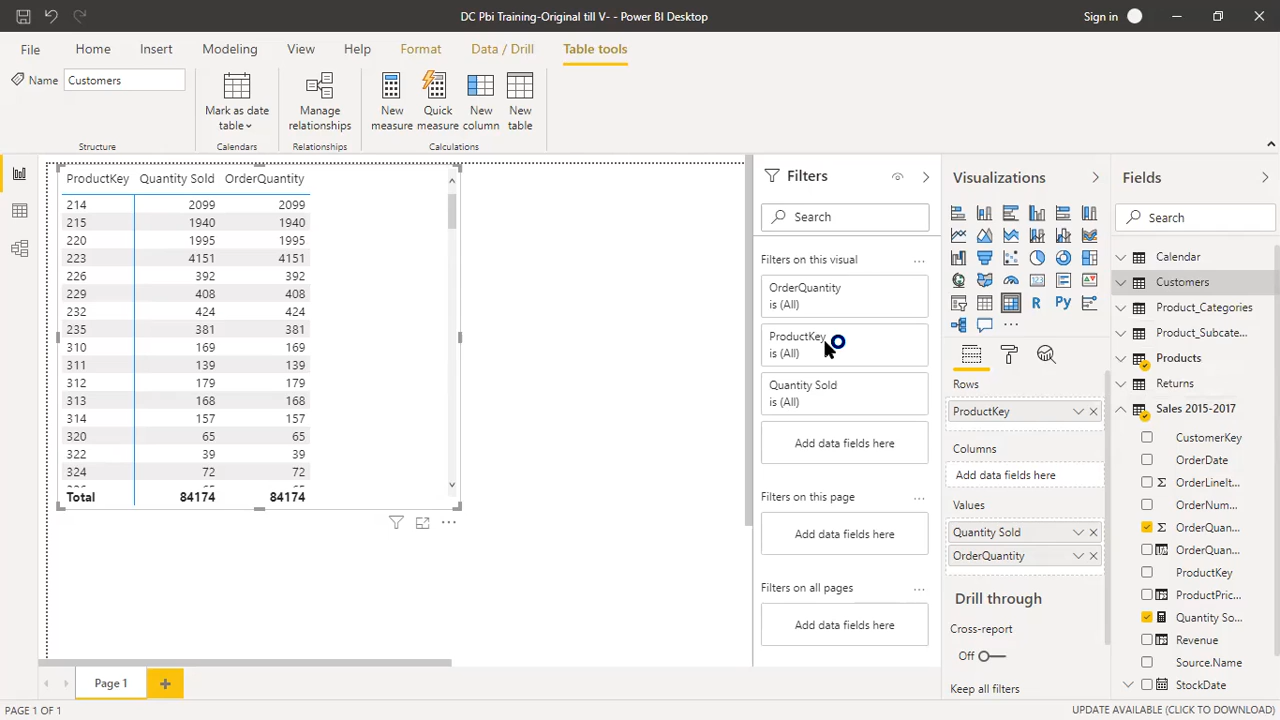 DC Pbi Training-Original till V- - Power BI Desktop
Sign in
File
Home
Insert
Modeling
View
Help
Format
Data / Drill
Table tools
Name
Customers
Mark as date
table
Manage
relationships
New
measure
Quick
measure
New
column
New
table
Structure
Calendars
Relationships
Calculations
ProductKey Quantity Sold OrderQuantity
214 2099 2099
215 1940 1940
220 1995 1995
223 4151 4151
226 392 392
229 408 408
232 424 424
235 381 381
310 169 169
311 139 139
312 179 179
313 168 168
314 157 157
320 65 65
322 39 39
324 72 72
Total 84174 84174
Filters
Search
Filters on this visual
OrderQuantity
is (All)
ProductKey
is (All)
Quantity Sold
is (All)
Add data fields here
Filters on this page
Add data fields here
Filters on all pages
Add data fields here
Visualizations
R
Py
Rows
ProductKey
Columns
Add data fields here
Values
Quantity Sold
OrderQuantity
Drill through
Cross-report
Off
Keep all filters
Fields
Search
Calendar
Customers
Product_Categories
Product_Subcate...
Products
Returns
Sales 2015-2017
CustomerKey
OrderDate
OrderLineIt...
OrderNum...
OrderQuan...
OrderQuan...
ProductKey
ProductPric...
Quantity So...
Revenue
Source.Name
StockDate
Page 1
PAGE 1 OF 1
UPDATE AVAILABLE (CLICK TO DOWNLOAD)